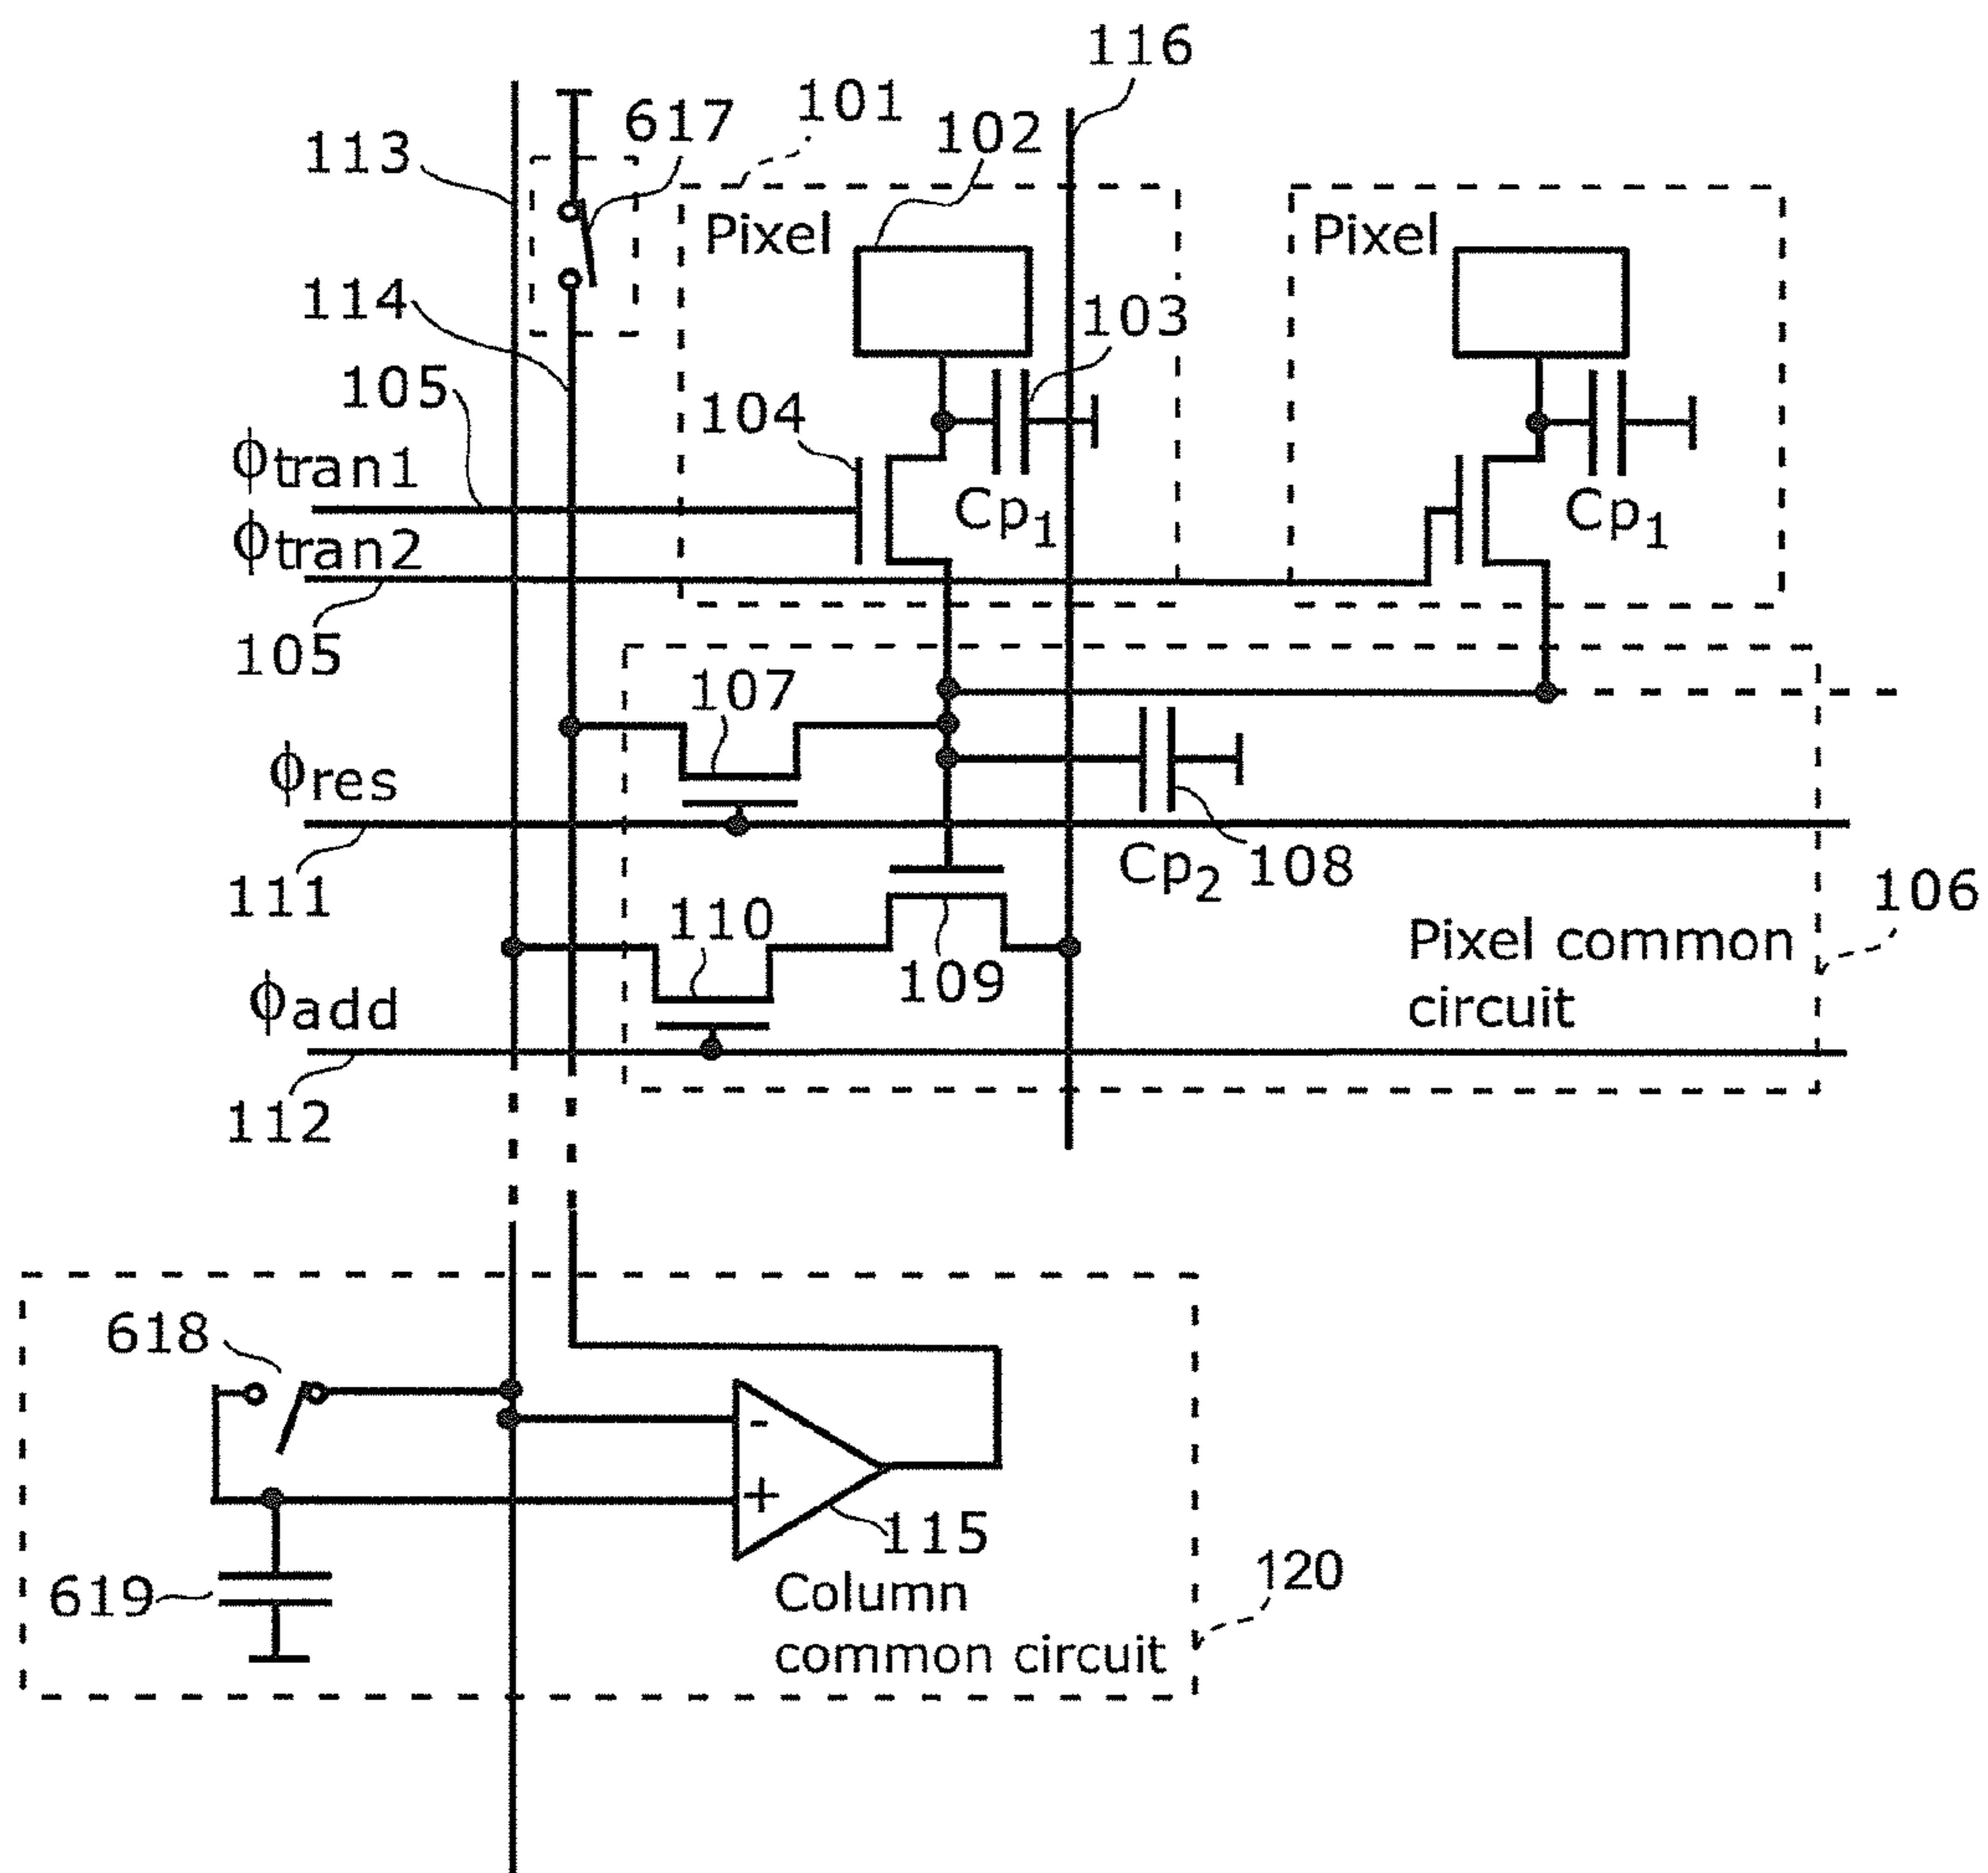 116
101
617
102
113
Pixel
Pixel
114
103
105
104
ϕtran1
Cp1
Cp1
ϕtran2
105
107
ϕres
Cp2 108
111
106
110
Pixel common
circuit
109
ϕadd
112
618
-
+
115
120
619
Column
common circuit